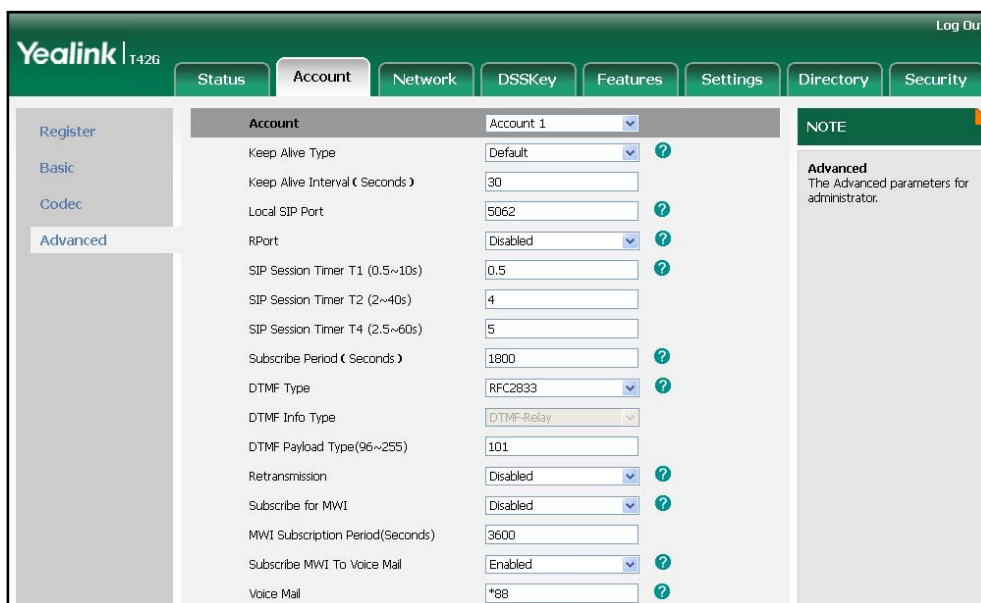 Log Ou
Yealink T42G
Status Account Network DSSKey Features Settings Directory Security
Register
Basic
Codec
Advanced
Account Account 1
Keep Alive Type Default ?
Keep Alive Interval ( Seconds ) 30
Local SIP Port 5062 ?
RPort Disabled ?
SIP Session Timer T1 (0.5~10s) 0.5 ?
SIP Session Timer T2 (2~40s) 4
SIP Session Timer T4 (2.5~60s) 5
Subscribe Period ( Seconds ) 1800 ?
DTMF Type RFC2833 ?
DTMF Info Type DTMF-Relay
DTMF Payload Type(96~255) 101
Retransmission Disabled ?
Subscribe for MWI Disabled ?
MWI Subscription Period(Seconds) 3600
Subscribe MWI To Voice Mail Enabled ?
Voice Mail *88 ?
NOTE
Advanced
The Advanced parameters for
administrator.